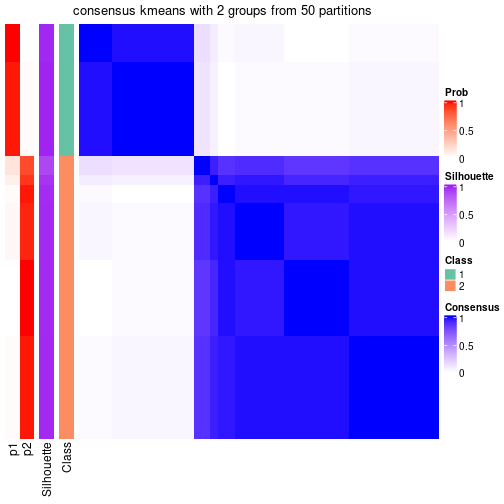 consensus kmeans with 2 groups from 50 partitions
Prob
1
0.5
0
Silhouette
1
0.5
0
Class
1
2
Consensus
1
0.5
0
p1
p2
Silhouette
Class